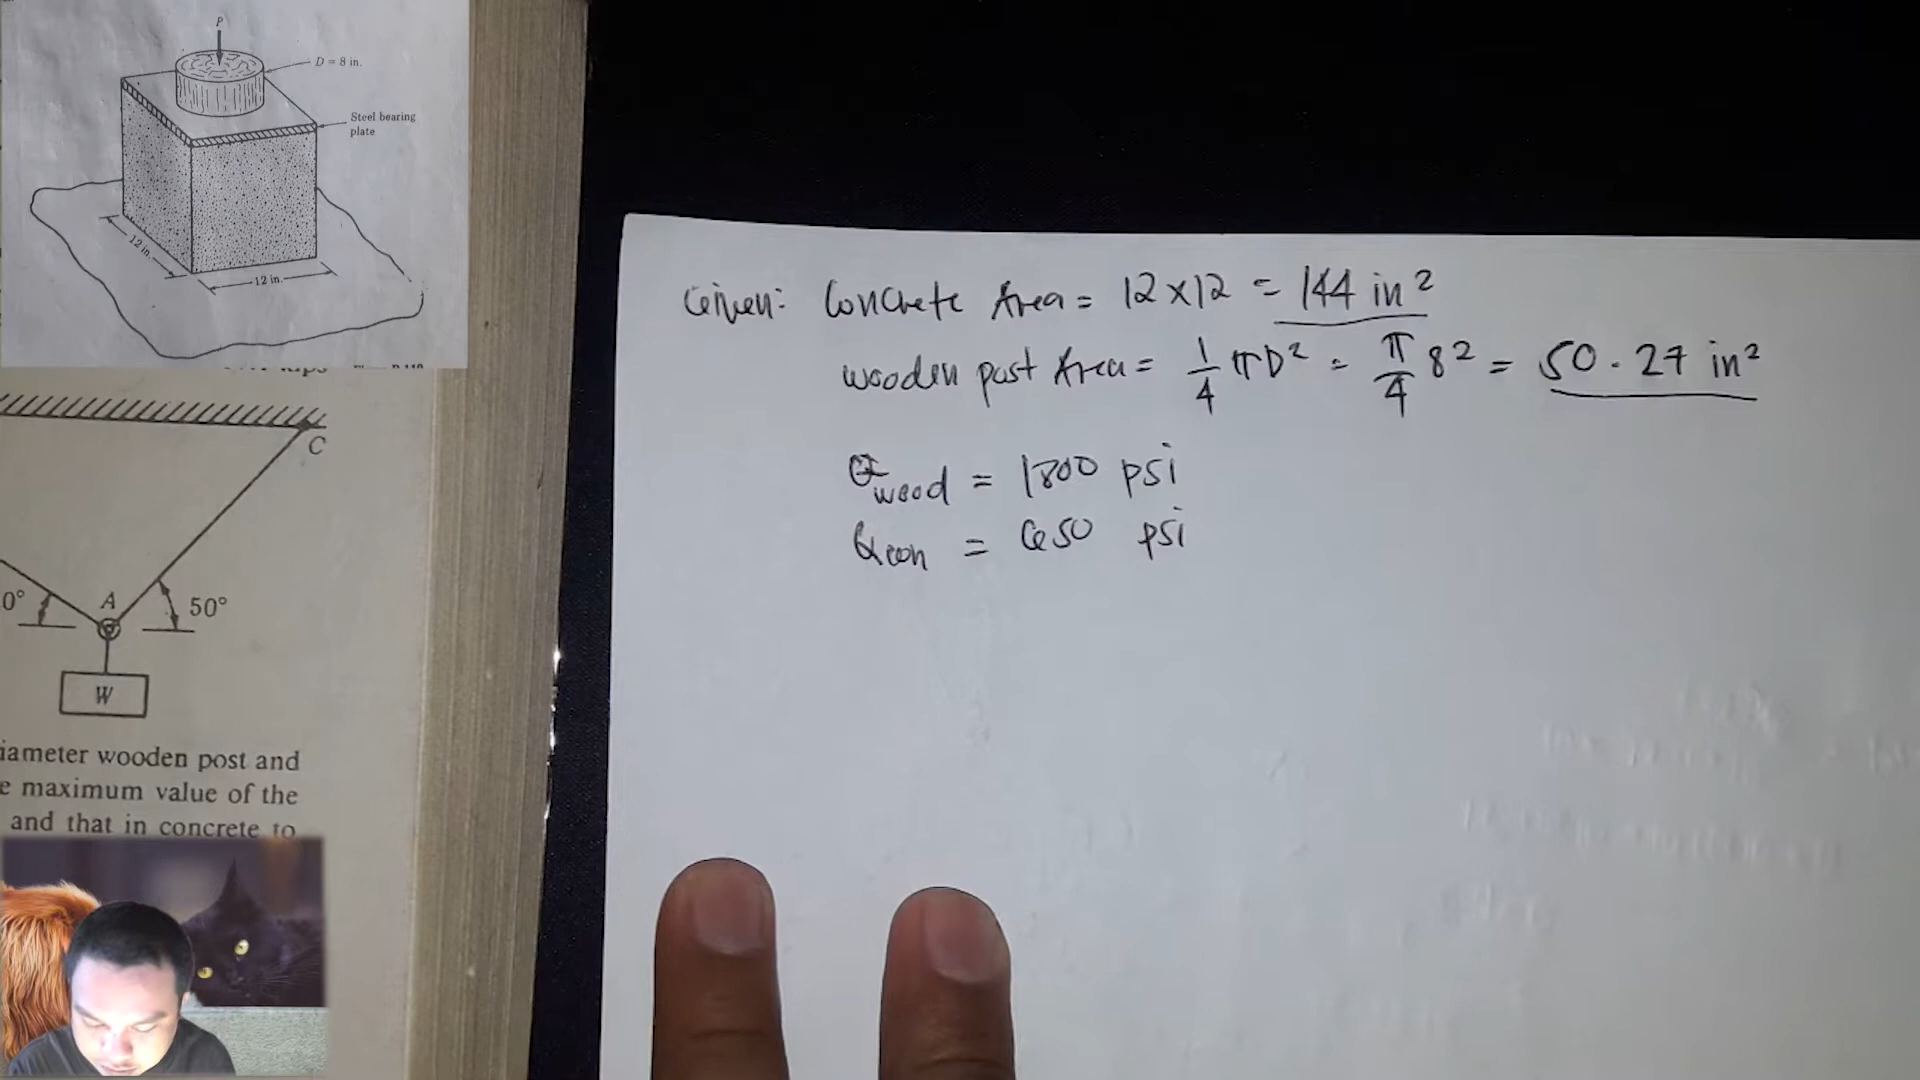 P
D = 8 in.
Steel bearing
plate
12 in.
12 in.
C
0°
A
50°
W
iameter wooden post and
e maximum value of the
and that in concrete to
Given: Concrete Area = 12 x 12 = 144 in²
wooden post Area = 1/4 πD² = π/4 8² = 50.27 in²
σwood = 1800 psi
σcon = 650 psi